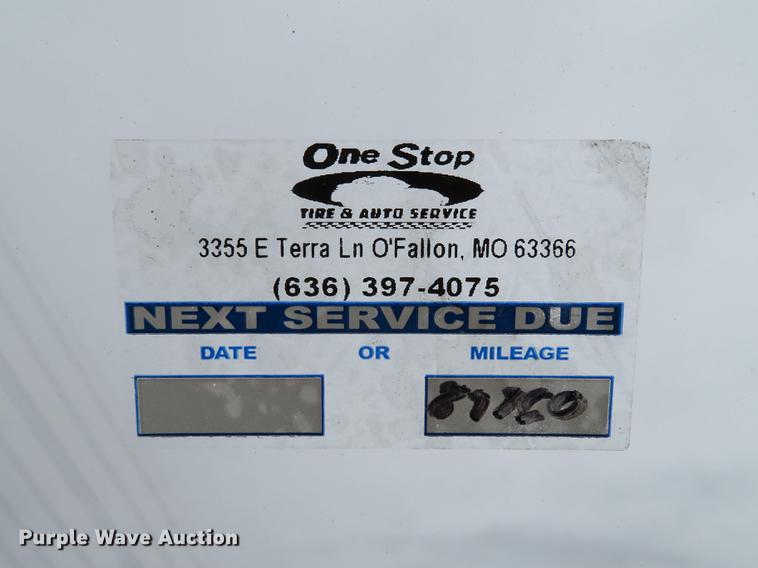 One Stop
TIRE & AUTO SERVICE
3355 E Terra Ln O'Fallon, MO 63366
(636) 397-4075
NEXT SERVICE DUE
DATE OR MILEAGE
Purple Wave Auction